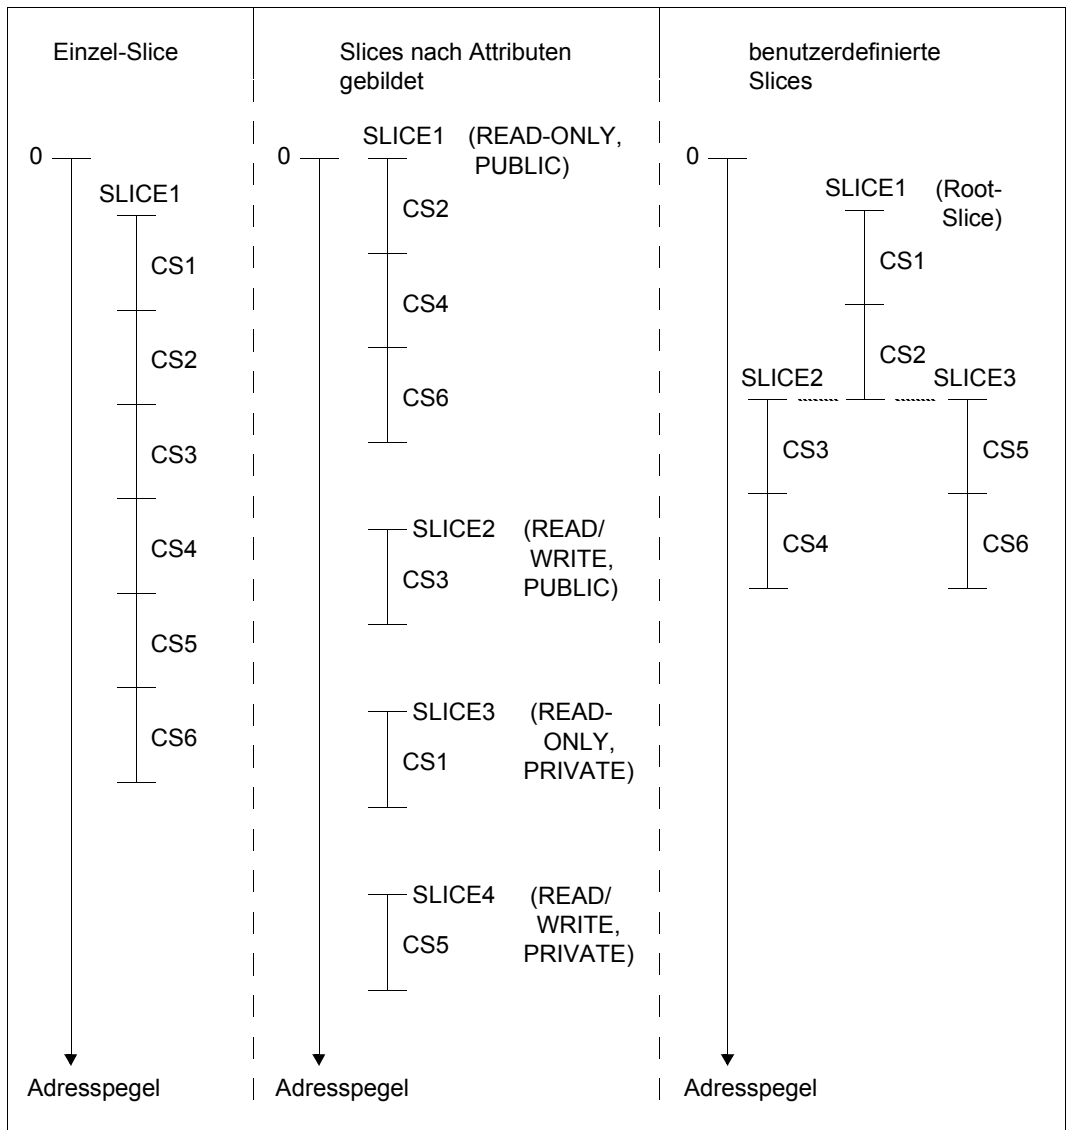 Einzel-Slice
0
SLICE1
CS1
CS2
CS3
CS4
CS5
CS6
Adresspegel
Slices nach Attributen
gebildet
0
SLICE1 (READ-ONLY,
PUBLIC)
CS2
CS4
CS6
SLICE2 (READ/
WRITE,
CS3
PUBLIC)
SLICE3 (READ-
ONLY,
CS1
PRIVATE)
SLICE4 (READ/
WRITE,
CS5
PRIVATE)
Adresspegel
benutzerdefinierte
Slices
0
SLICE1 (Root-
Slice)
CS1
CS2
SLICE2
SLICE3
CS3
CS5
CS4
CS6
Adresspegel